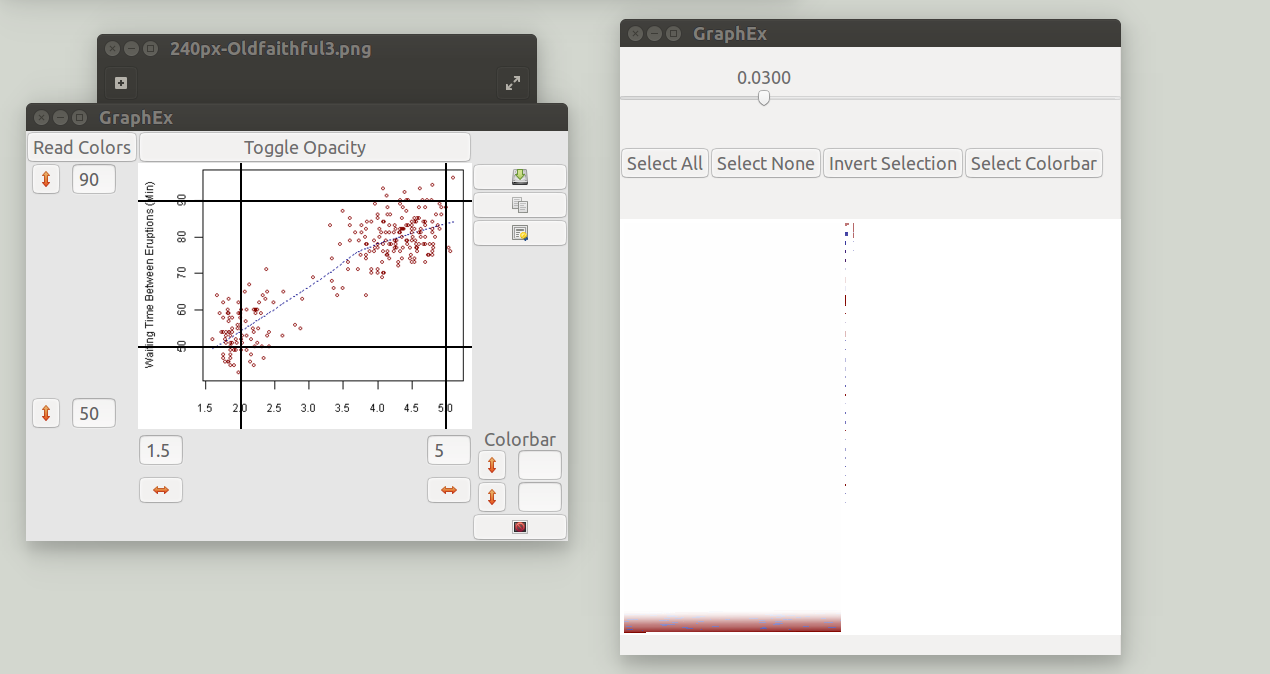 240px-Oldfaithful3.png
GraphEx
Read Colors
Toggle Opacity
90
50
Waiting Time Between Eruptions (Min)
90
80
70
60
50
1.5 2.0 2.5 3.0 3.5 4.0 4.5 5.0
1.5
5
Colorbar
GraphEx
0.0300
Select All Select None Invert Selection Select Colorbar